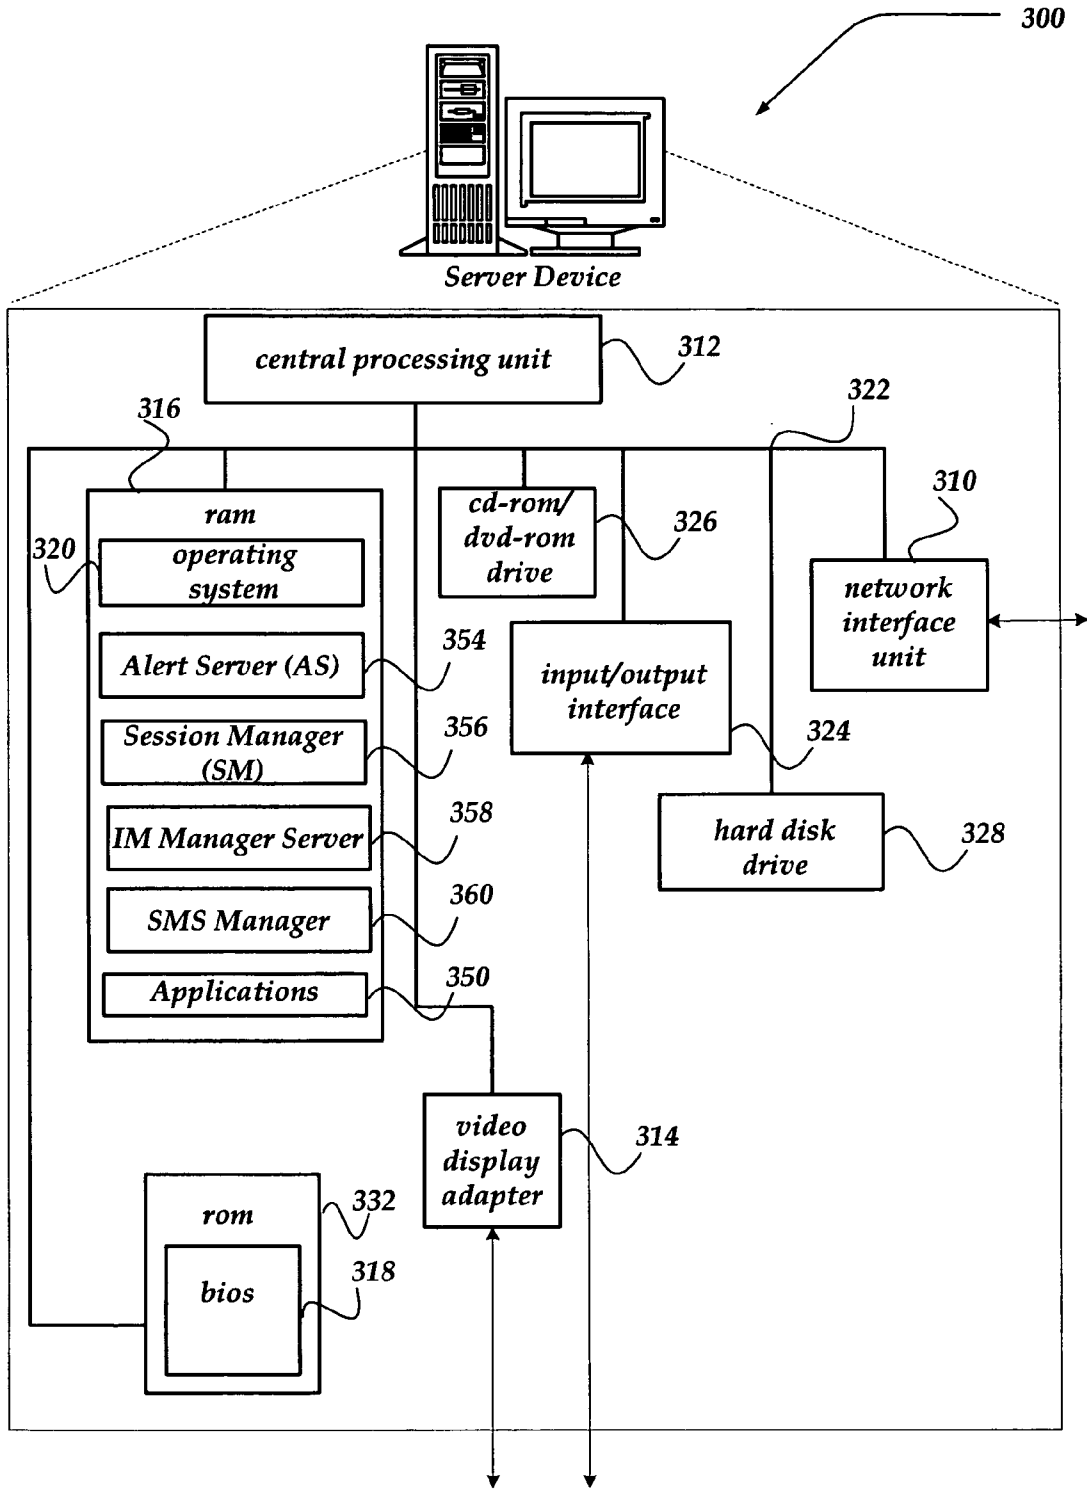 300
Server Device
central processing unit
312
316
322
ram
320
operating
system
cd-rom/
dvd-rom
drive
326
310
network
interface
unit
Alert Server (AS)
354
input/output
interface
324
Session Manager
(SM)
356
IM Manager Server
358
hard disk
drive
328
SMS Manager
360
Applications
350
video
display
adapter
314
rom
332
bios
318